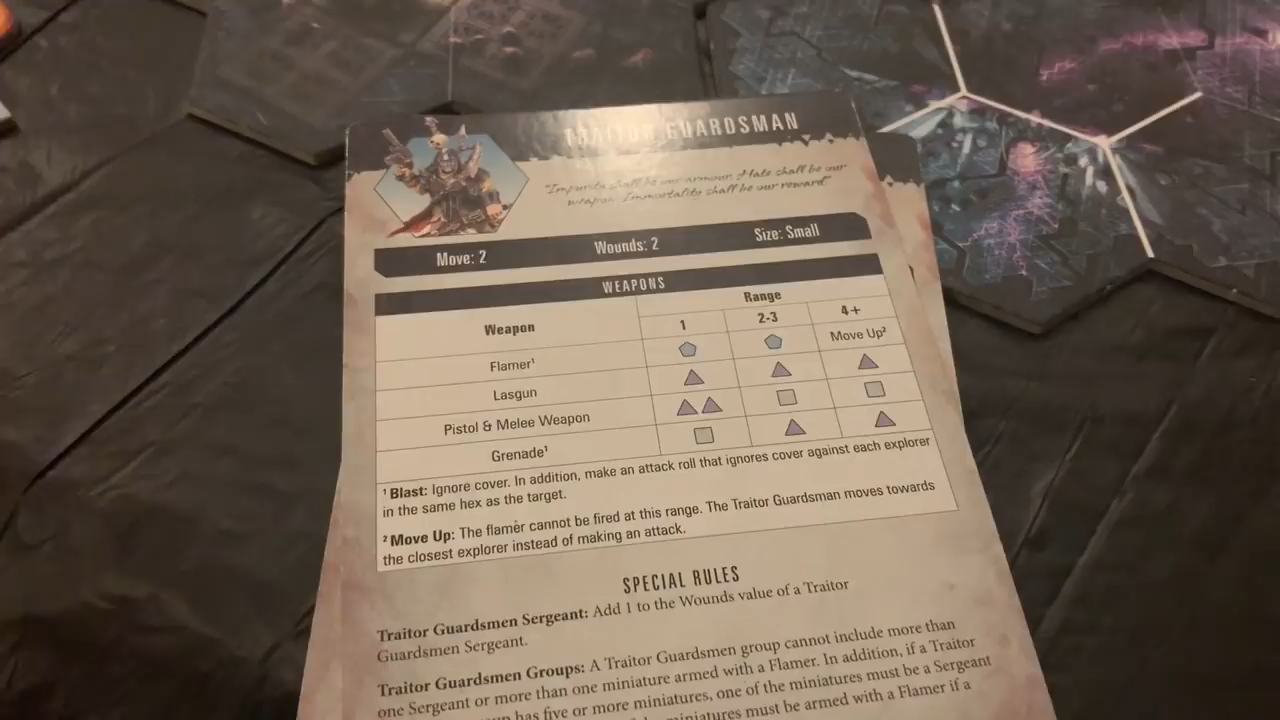 TRAITOR GUARDSMAN
"Impurity shall be our armour. Hate shall be our
weapon. Immortality shall be our reward."
Move: 2 Wounds: 2 Size: Small
WEAPONS
Weapon Range
1 2-3 4+
Flamer¹ Move Up²
Lasgun
Pistol & Melee Weapon
Grenade¹
¹ Blast: Ignore cover. In addition, make an attack roll that ignores cover against each explorer
in the same hex as the target.
² Move Up: The flamer cannot be fired at this range. The Traitor Guardsman moves towards
the closest explorer instead of making an attack.
SPECIAL RULES
Traitor Guardsmen Sergeant: Add 1 to the Wounds value of a Traitor
Guardsmen Sergeant.
Traitor Guardsmen Groups: A Traitor Guardsmen group cannot include more than
one Sergeant or more than one miniature armed with a Flamer. In addition, if a Traitor
has five or more miniatures, one of the miniatures must be a Sergeant
miniatures must be armed with a Flamer if a